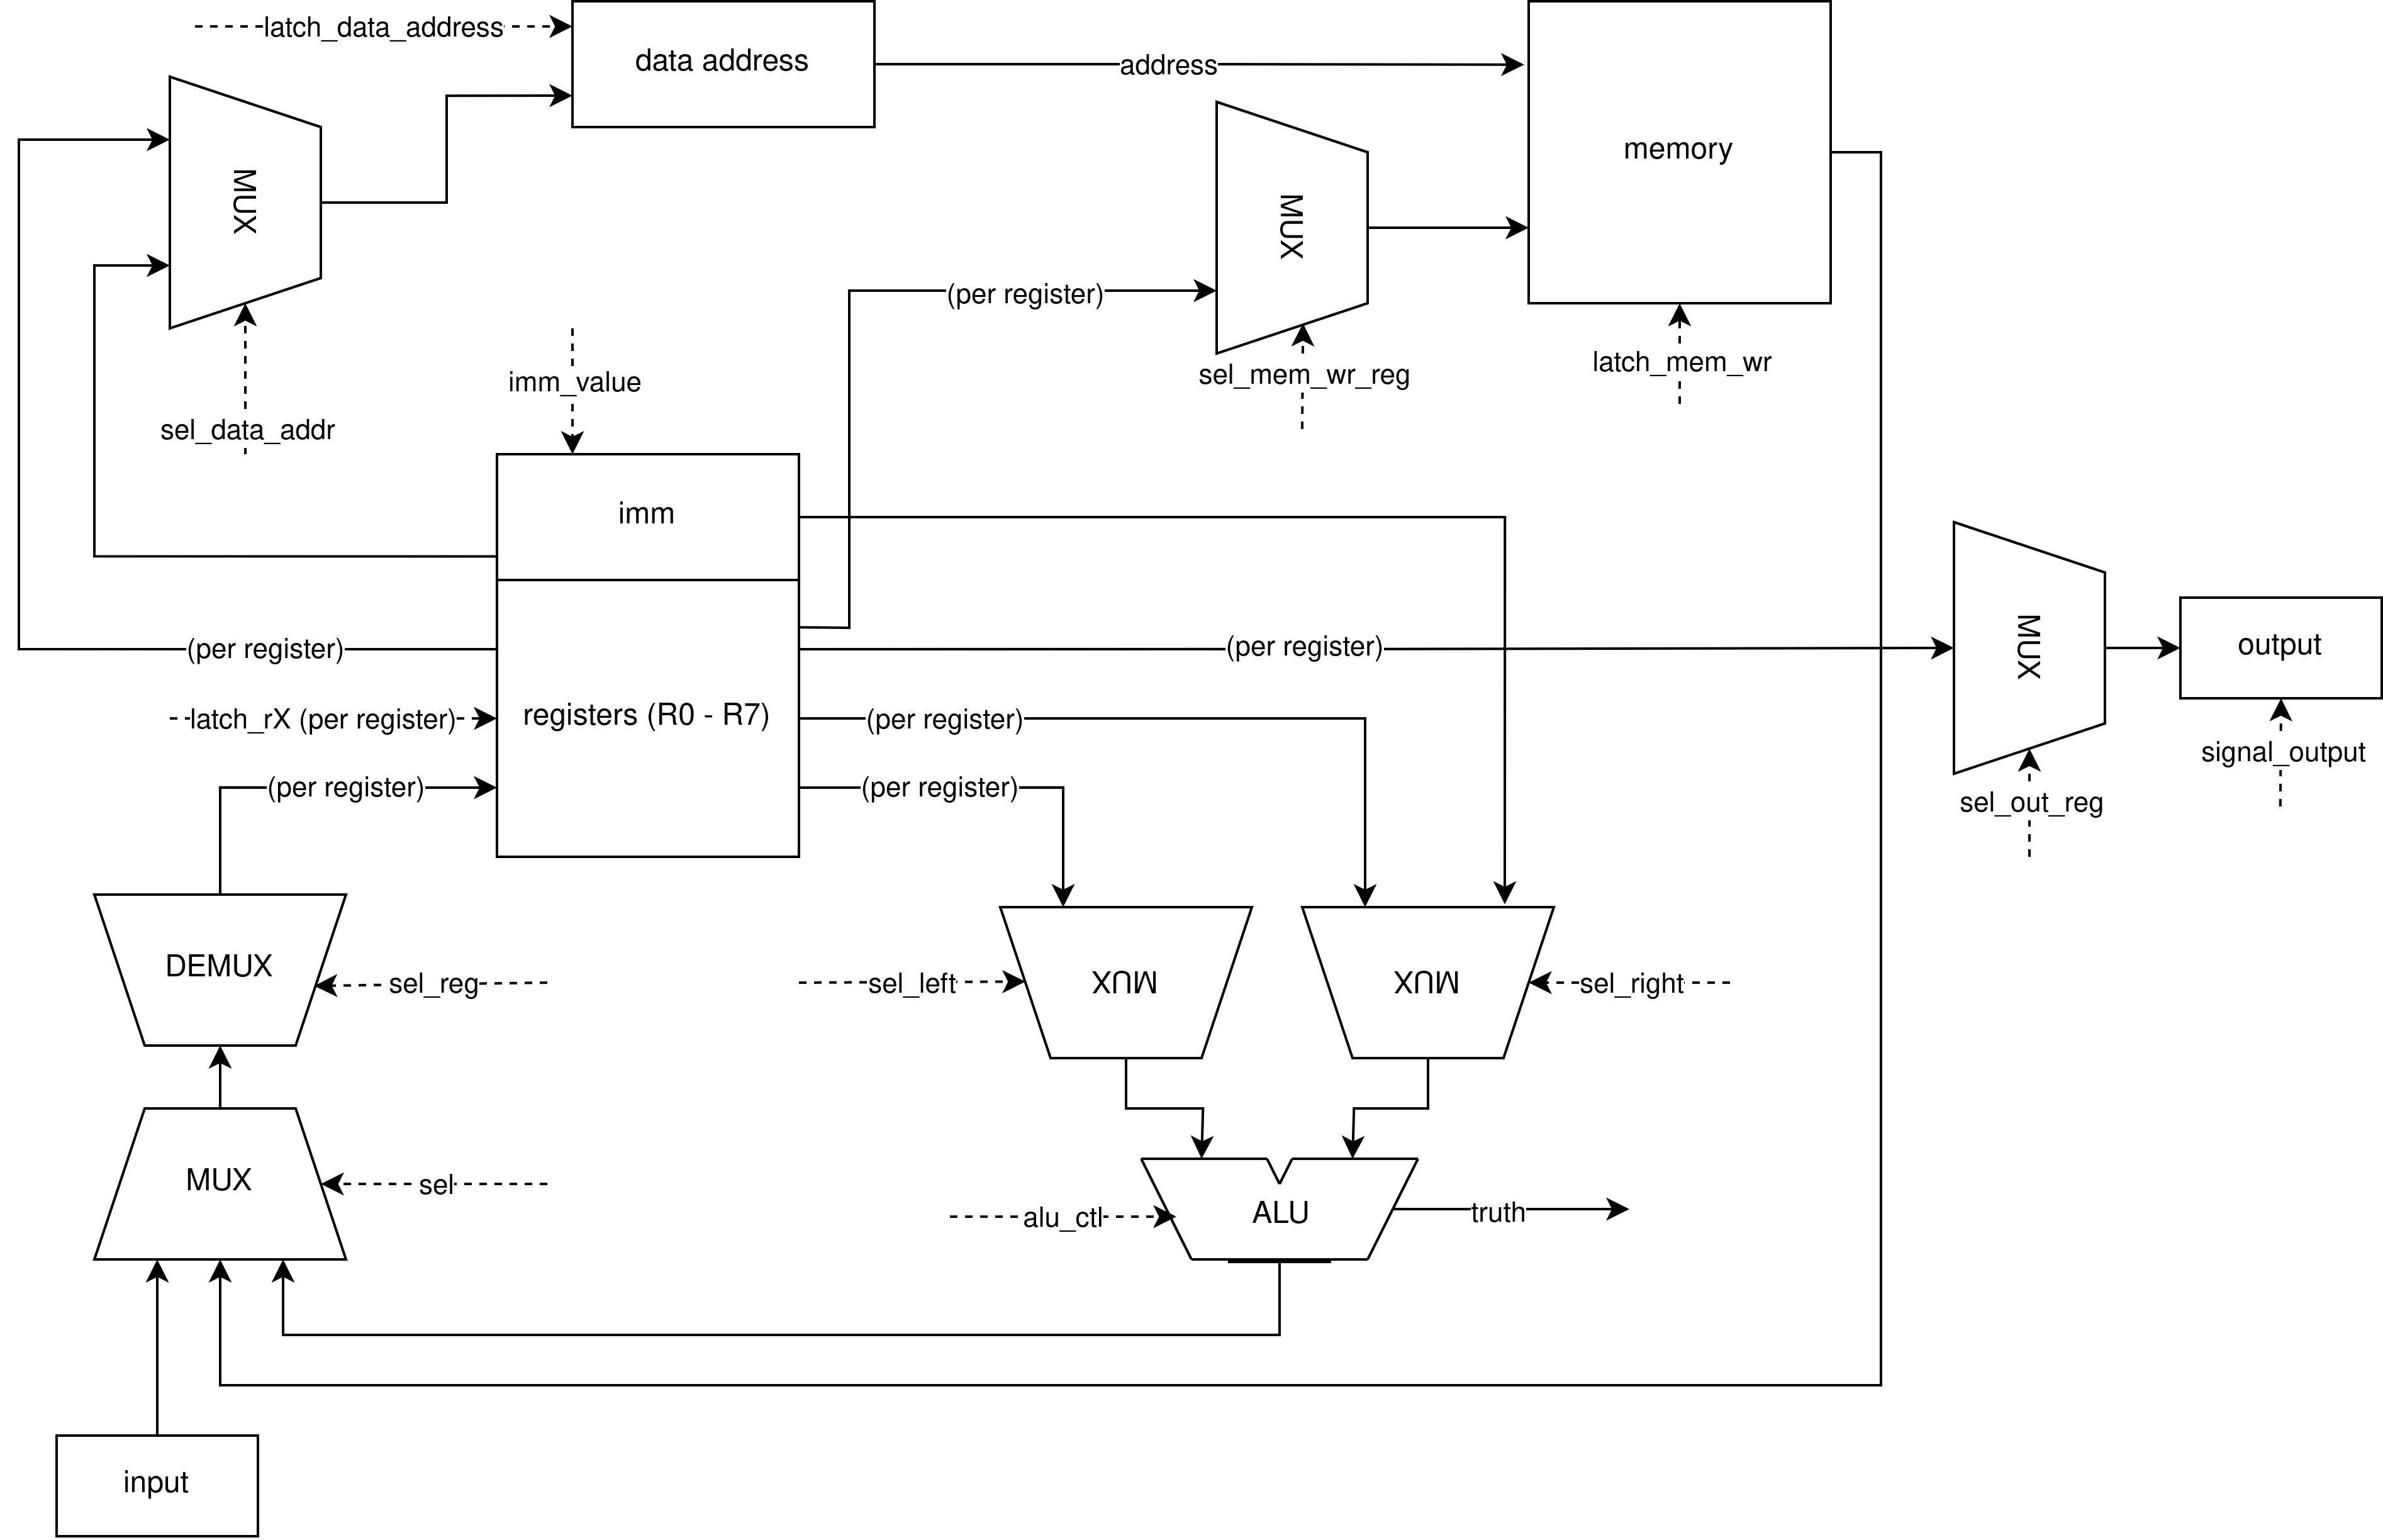 latch_data_address
data address
address
memory
MUX
MUX
(per register)
sel_mem_wr_reg
latch_mem_wr
imm_value
sel_data_addr
imm
(per register)
(per register)
MUX
output
latch_rX (per register)
registers (R0 - R7)
(per register)
signal_output
(per register)
(per register)
sel_out_reg
DEMUX
sel_reg
sel_left
MUX
MUX
sel_right
MUX
sel
alu_ctl
ALU
truth
input